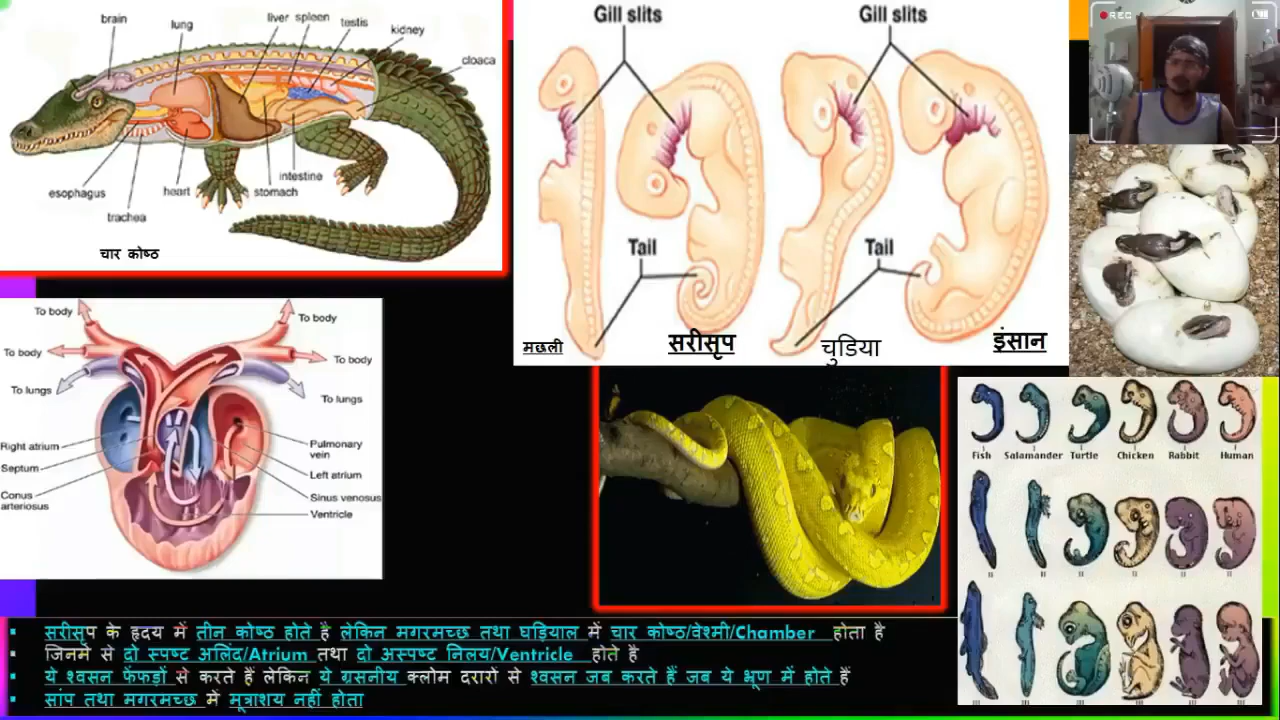 brain
lung
liver
spleen
testis
kidney
cloaca
esophagus
trachea
heart
stomach
intestine
चार कोष्ठ
Gill slits
Gill slits
Tail
Tail
मछली
सरीसृप
चुडिया
इंसान
REC
To body
To body
To body
To body
To lungs
To lungs
Right atrium
Septum
Conus
arteriosus
Pulmonary
vein
Left atrium
Sinus venosus
Ventricle
Fish
Salamander
Turtle
Chicken
Rabbit
Human
सरीसृप के हृदय में तीन कोष्ठ होते है लेकिन मगरमच्छ तथा घड़ियाल में चार कोष्ठ/वेश्मी/Chamber होता है
जिनमे से दो स्पष्ट अलिंद/Atrium तथा दो अस्पष्ट निलय/Ventricle होते है
ये श्वसन फेंफड़ों से करते हैं लेकिन ये ग्रसनीय क्लोम दरारों से श्वसन जब करते हैं जब ये भ्रूण में होते हैं
सांप तथा मगरमच्छ में मूत्राशय नहीं होता